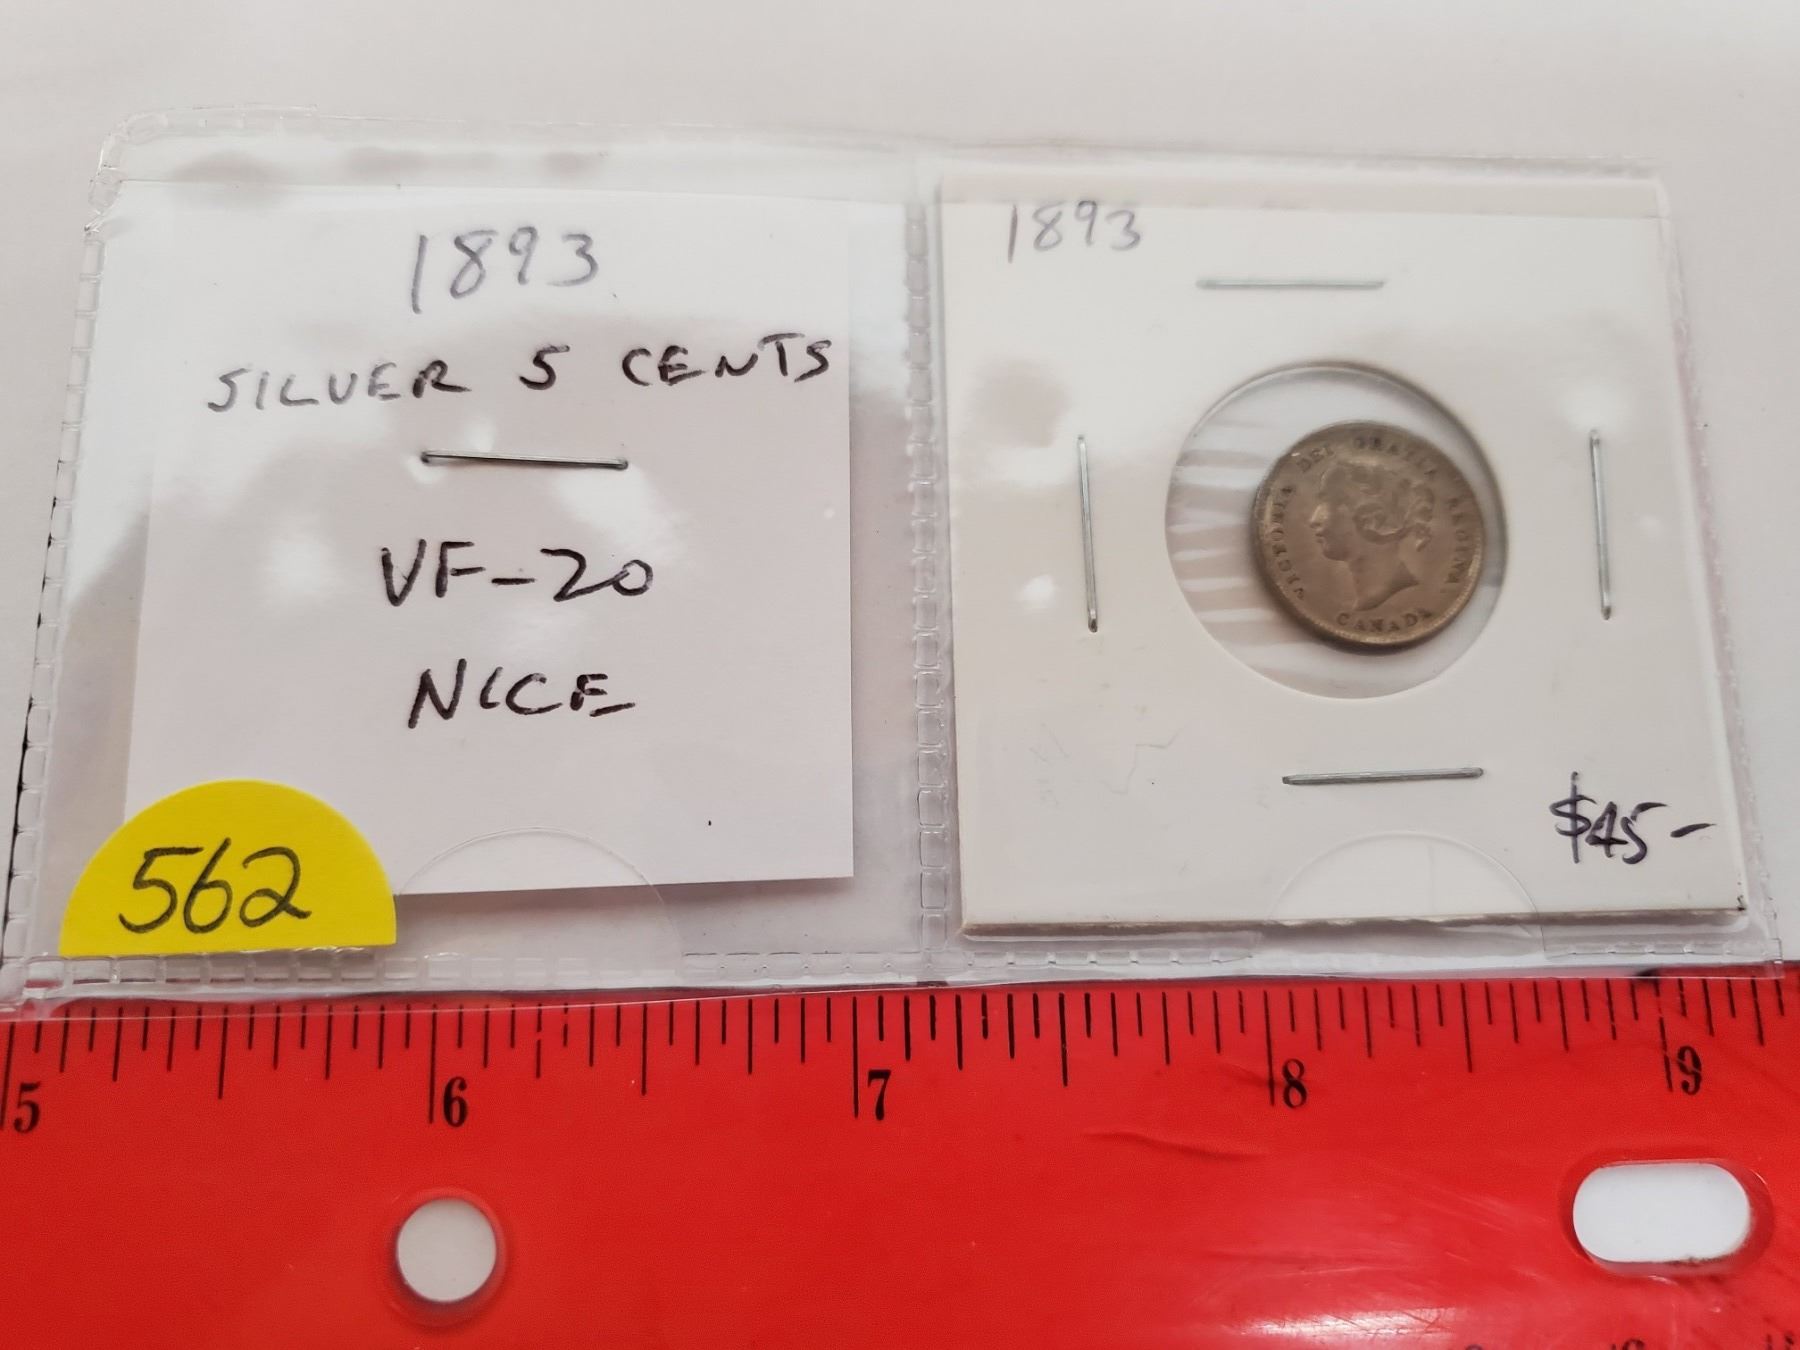 1893
SILVER 5 CENTS
VF-20
NICE
562
1893
VICTORIA DEI GRATIA REGINA.
CANADA
$45-
5 6 7 8 9